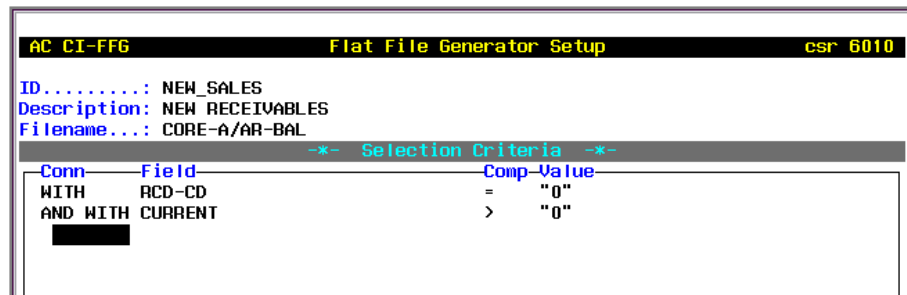 AC CI-FFG Flat File Generator Setup csr 6010
ID.........: NEW_SALES
Description: NEW RECEIVABLES
Filename...: CORE-A/AR-BAL
-*- Selection Criteria -*-
Conn Field Comp Value
WITH RCD-CD = "0"
AND WITH CURRENT > "0"